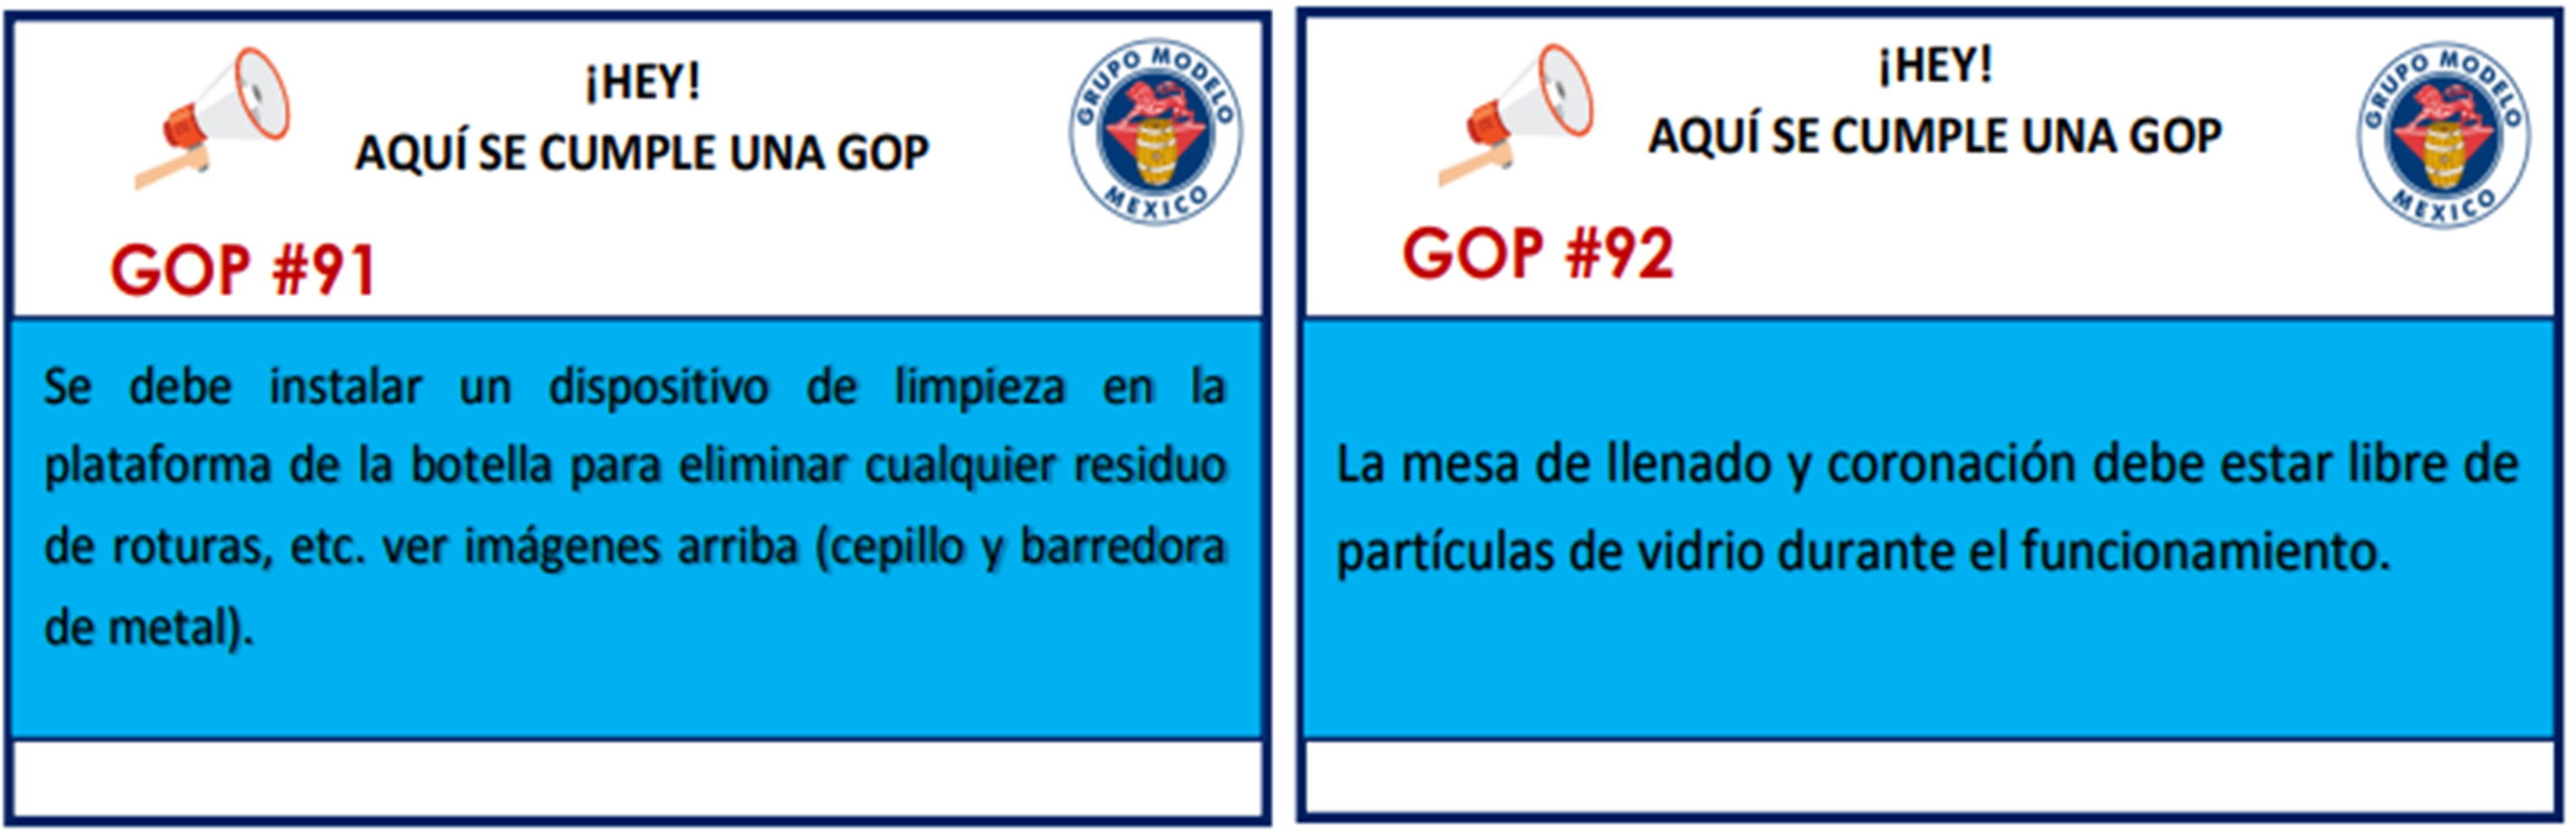 ¡HEY!
AQUÍ SE CUMPLE UNA GOP
GRUPO MODELO
MEXICO
GOP #91
Se debe instalar un dispositivo de limpieza en la
plataforma de la botella para eliminar cualquier residuo
de roturas, etc. ver imágenes arriba (cepillo y barredora
de metal).
¡HEY!
AQUÍ SE CUMPLE UNA GOP
GRUPO MODELO
MEXICO
GOP #92
La mesa de llenado y coronación debe estar libre de
partículas de vidrio durante el funcionamiento.